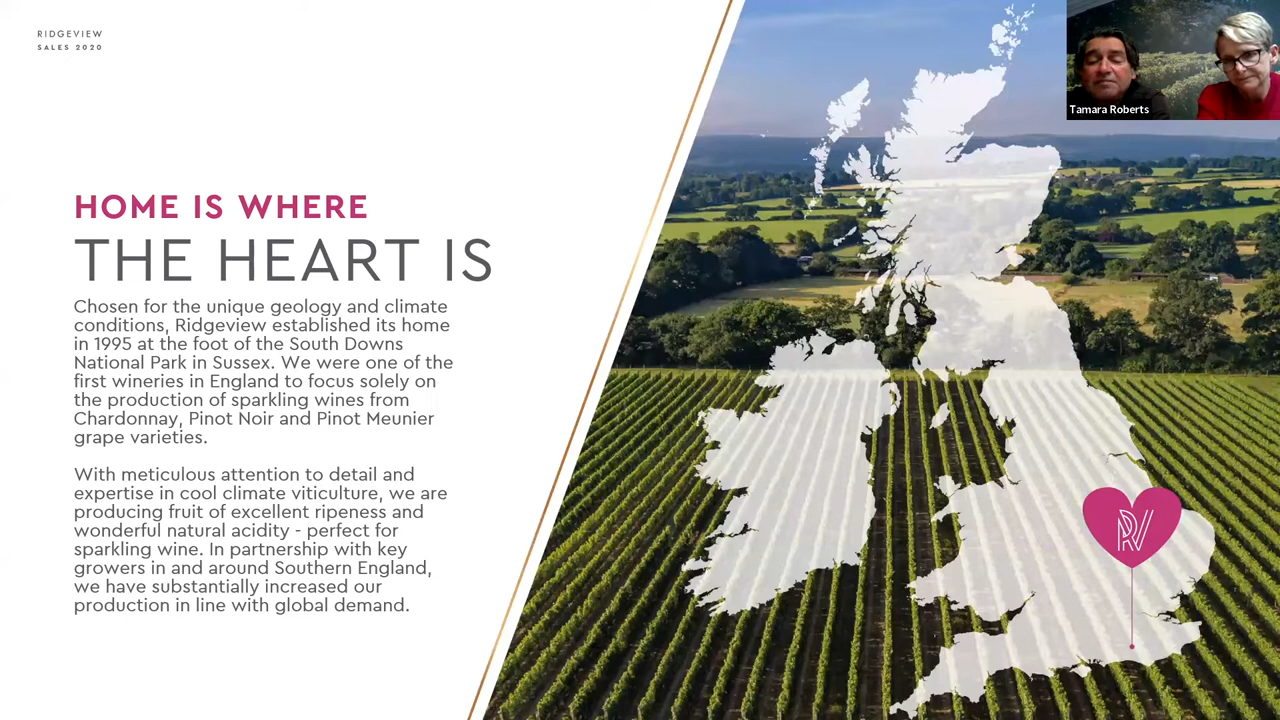 RIDGEVIEW
SALES 2020
Tamara Roberts
HOME IS WHERE
THE HEART IS
Chosen for the unique geology and climate
conditions, Ridgeview established its home
in 1995 at the foot of the South Downs
National Park in Sussex. We were one of the
first wineries in England to focus solely on
the production of sparkling wines from
Chardonnay, Pinot Noir and Pinot Meunier
grape varieties.
With meticulous attention to detail and
expertise in cool climate viticulture, we are
producing fruit of excellent ripeness and
wonderful natural acidity - perfect for
sparkling wine. In partnership with key
growers in and around Southern England,
we have substantially increased our
production in line with global demand.
RV